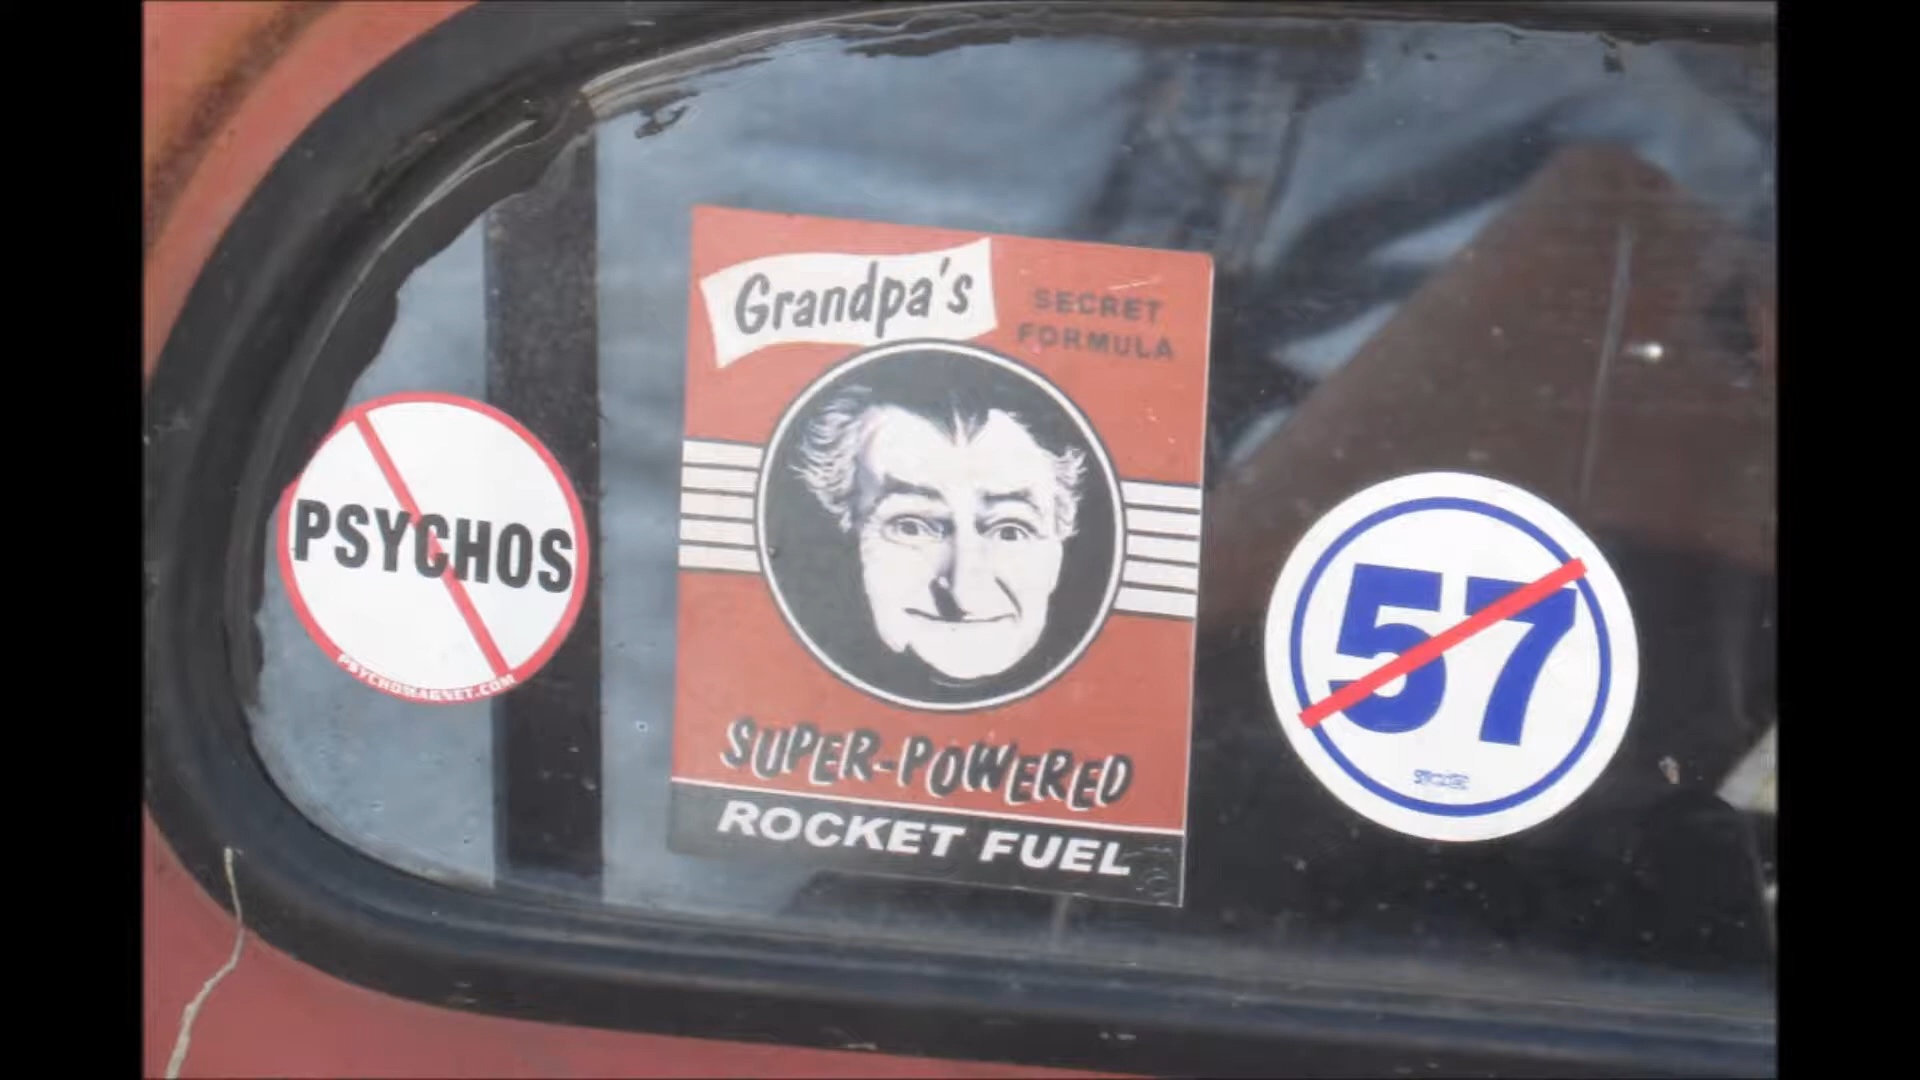 PSYCHOS
PSYCHOMAGNET.COM
Grandpa's
SECRET
FORMULA
SUPER-POWERED
ROCKET FUEL
57